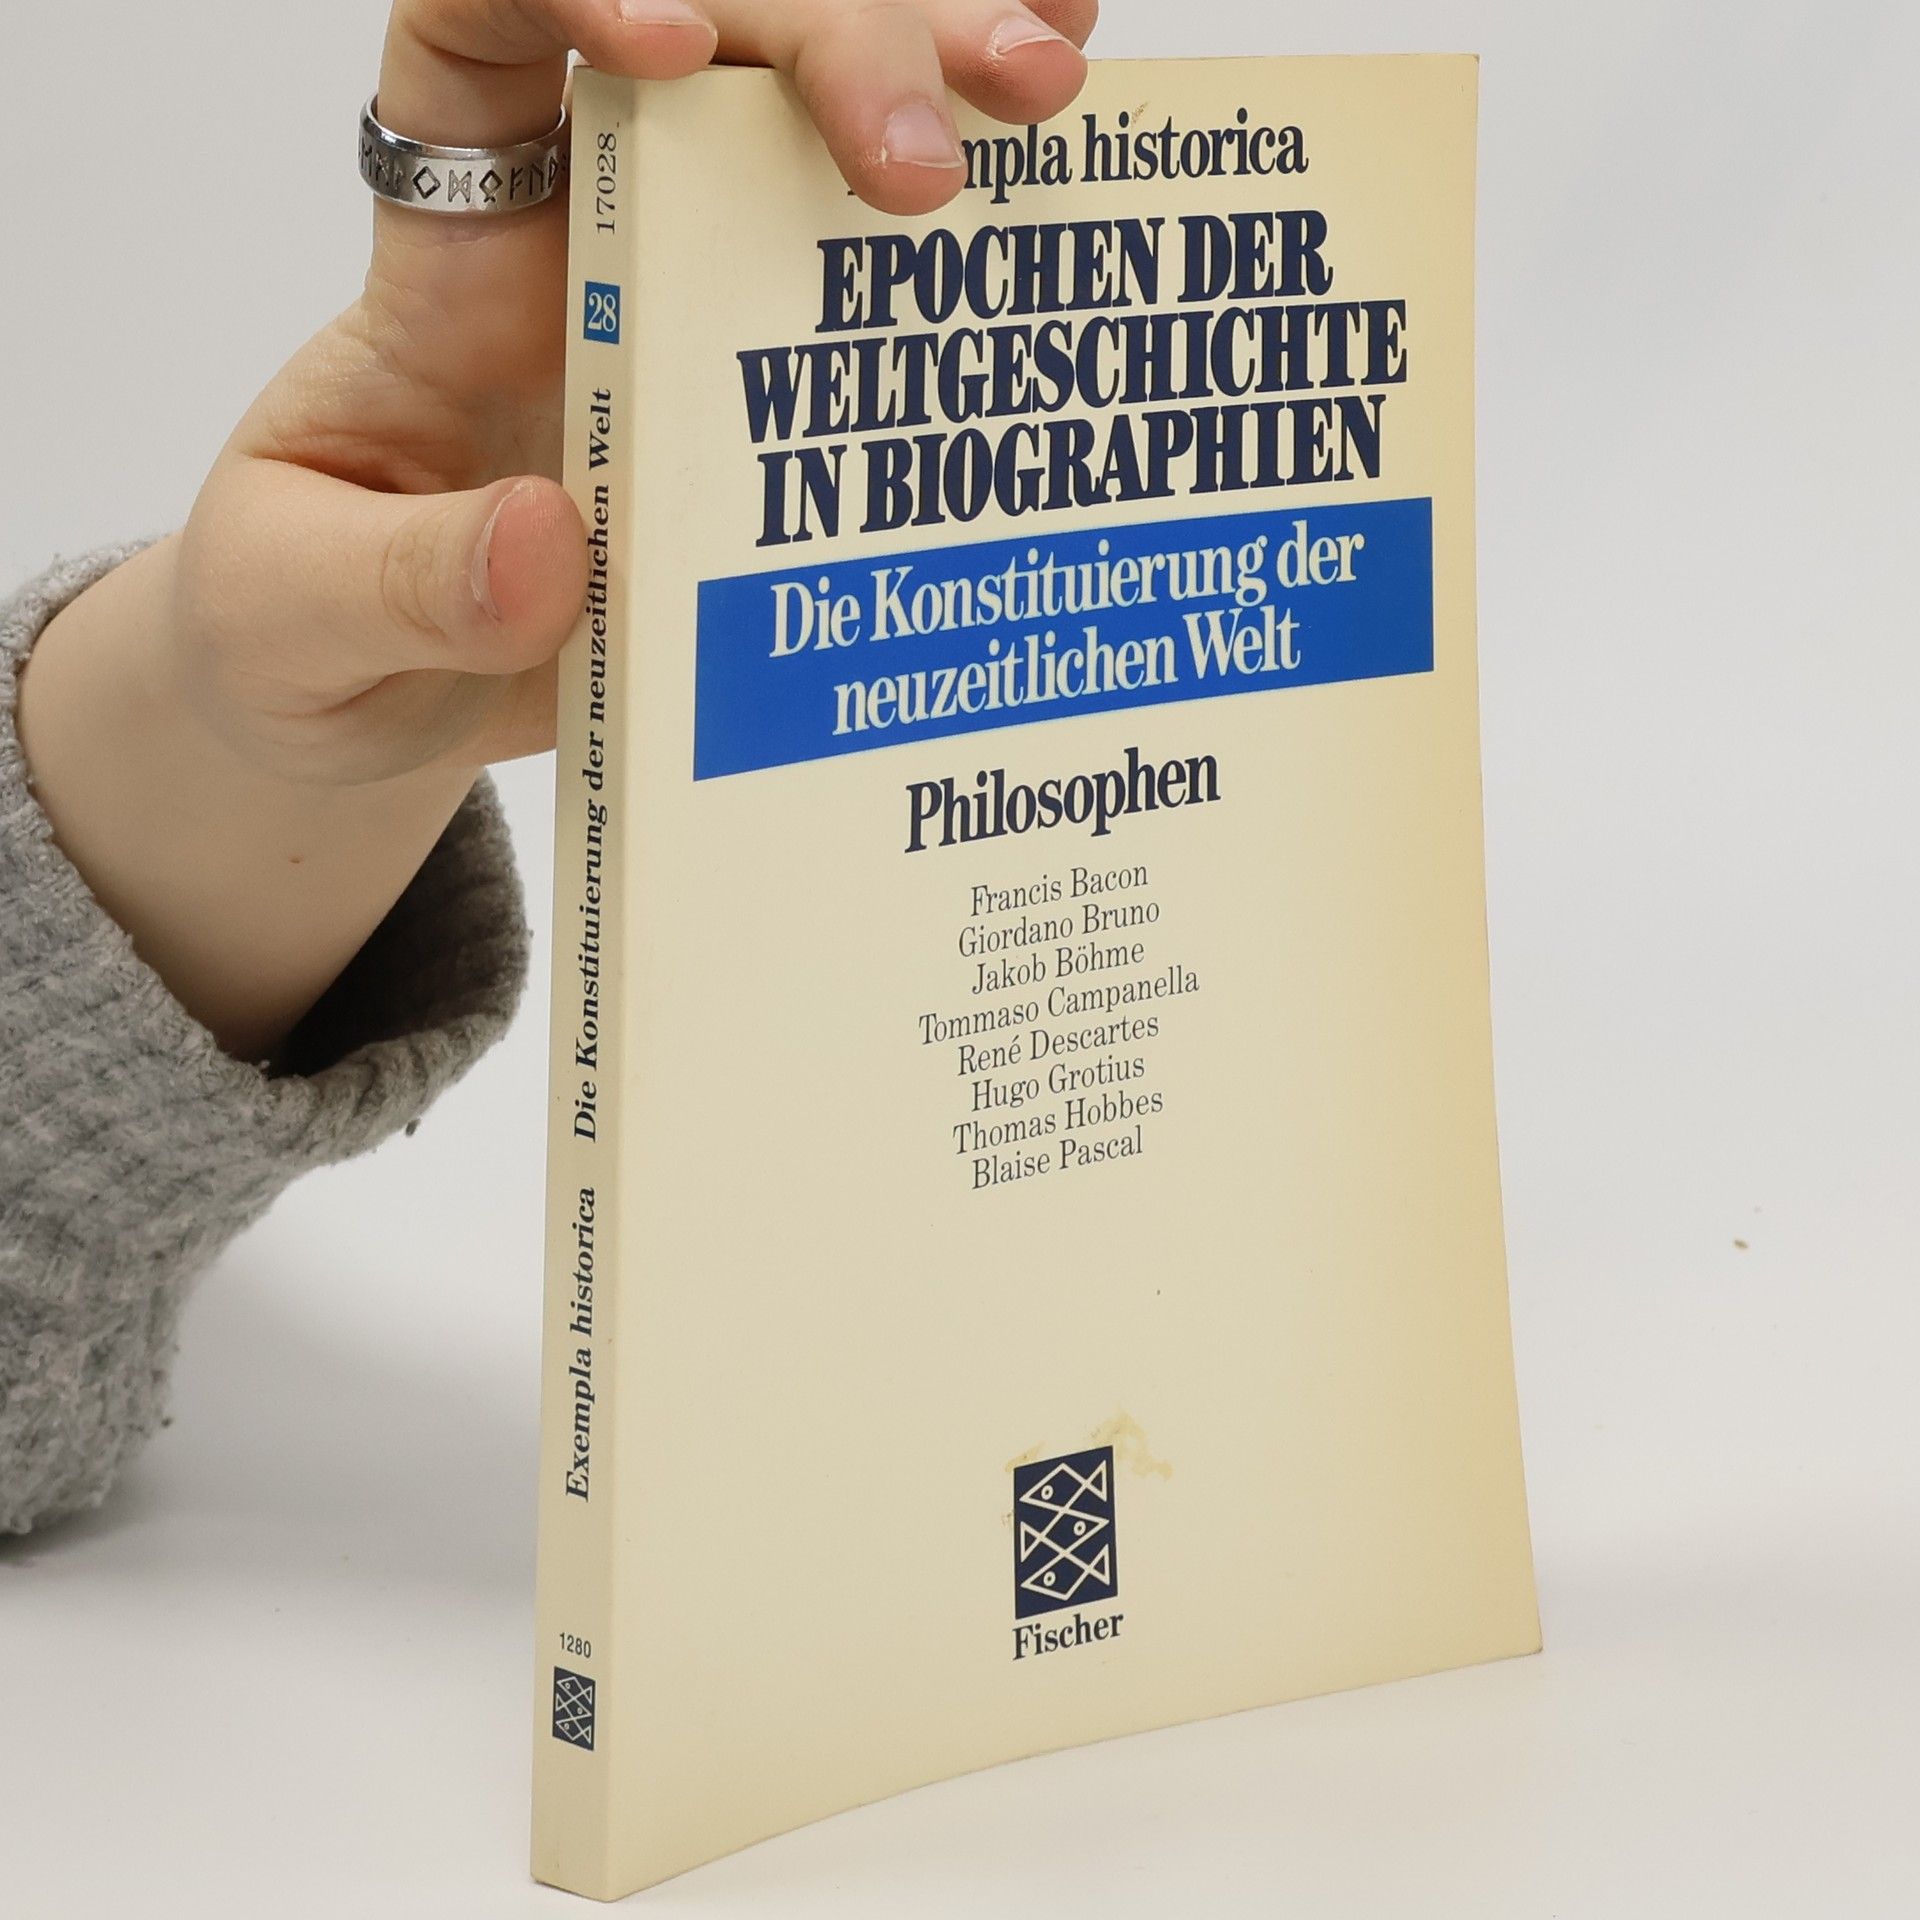 mpla historica
EPOCHEN DER
WELTGESCHICHTE
IN BIOGRAPHIEN
Die Konstituierung der
neuzeitlichen Welt
Philosophen
Francis Bacon
Giordano Bruno
Jakob Böhme
Tommaso Campanella
René Descartes
Hugo Grotius
Thomas Hobbes
Blaise Pascal
Fischer
17028
28
Exempla historica Die Konstituierung der neuzeitlichen Welt
1280